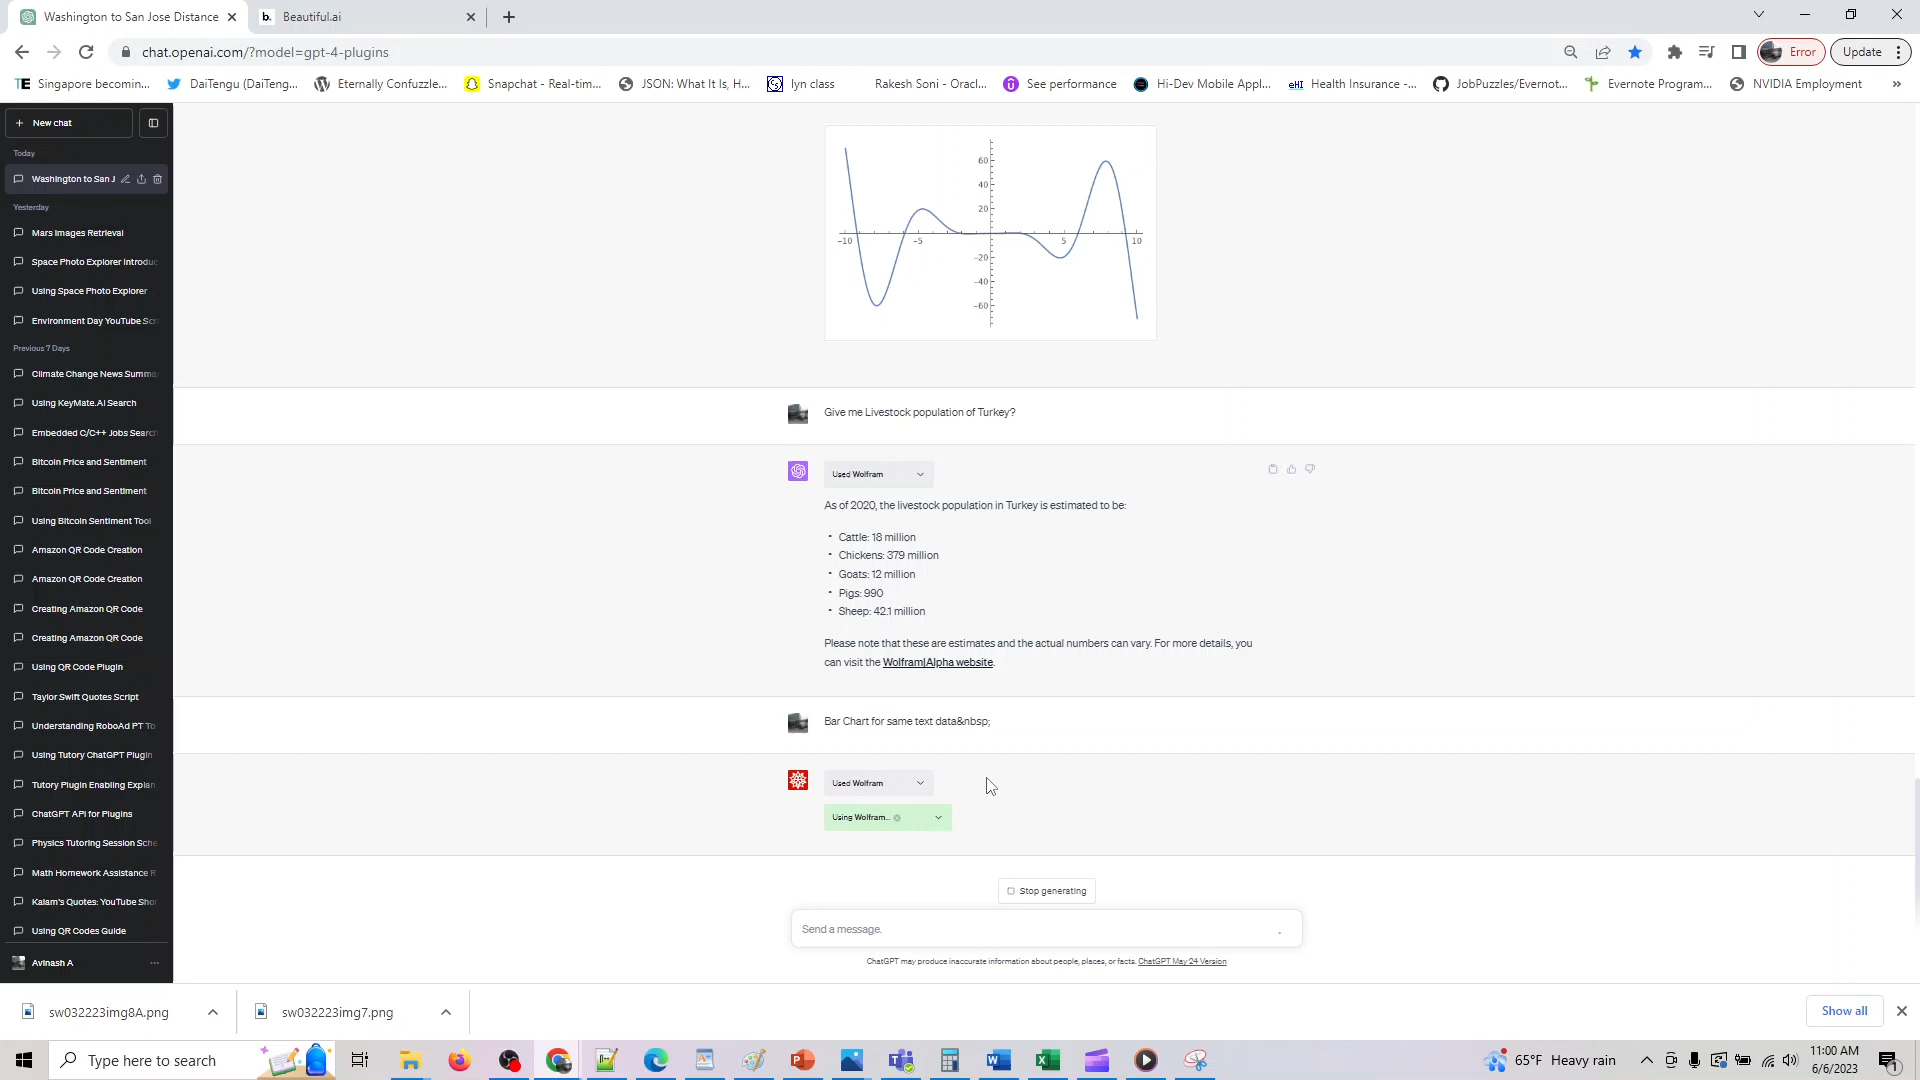 Washington to San Jose Distance
b. Beautiful.ai
chat.openai.com/?model=gpt-4-plugins
Error
Update
TE Singapore becomin...
DaiTengu (DaiTeng...
Eternally Confuzzle...
Snapchat - Real-tim...
JSON: What It Is, H...
lyn class
Rakesh Soni - Oracl...
See performance
Hi-Dev Mobile Appl...
eHI Health Insurance -...
JobPuzzles/Evernot...
Evernote Program...
NVIDIA Employment
»
+ New chat
Today
Washington to San J
Yesterday
Mars Images Retrieval
Space Photo Explorer Introduc
Using Space Photo Explorer
Environment Day YouTube Scr
Previous 7 Days
Climate Change News Summa
Using KeyMate.AI Search
Embedded C/C++ Jobs Search
Bitcoin Price and Sentiment
Bitcoin Price and Sentiment
Using Bitcoin Sentiment Tool
Amazon QR Code Creation
Amazon QR Code Creation
Creating Amazon QR Code
Creating Amazon QR Code
Using QR Code Plugin
Taylor Swift Quotes Script
Understanding RoboAd PT To
Using Tutory ChatGPT Plugin
Tutory Plugin Enabling Explan
ChatGPT API for Plugins
Physics Tutoring Session Sche
Math Homework Assistance R
Kalam's Quotes: YouTube Shor
Using QR Codes Guide
Avinash A
60
40
20
-10 -5 5 10
-20
-40
-60
Give me Livestock population of Turkey?
Used Wolfram
As of 2020, the livestock population in Turkey is estimated to be:
• Cattle: 18 million
• Chickens: 379 million
• Goats: 12 million
• Pigs: 990
• Sheep: 42.1 million
Please note that these are estimates and the actual numbers can vary. For more details, you
can visit the Wolfram|Alpha website.
Bar Chart for same text data&nbsp;
Used Wolfram
Using Wolfram...
Stop generating
Send a message.
ChatGPT may produce inaccurate information about people, places, or facts. ChatGPT May 24 Version
sw032223img8A.png
sw032223img7.png
Show all
Type here to search
65°F Heavy rain
11:00 AM
6/6/2023
1